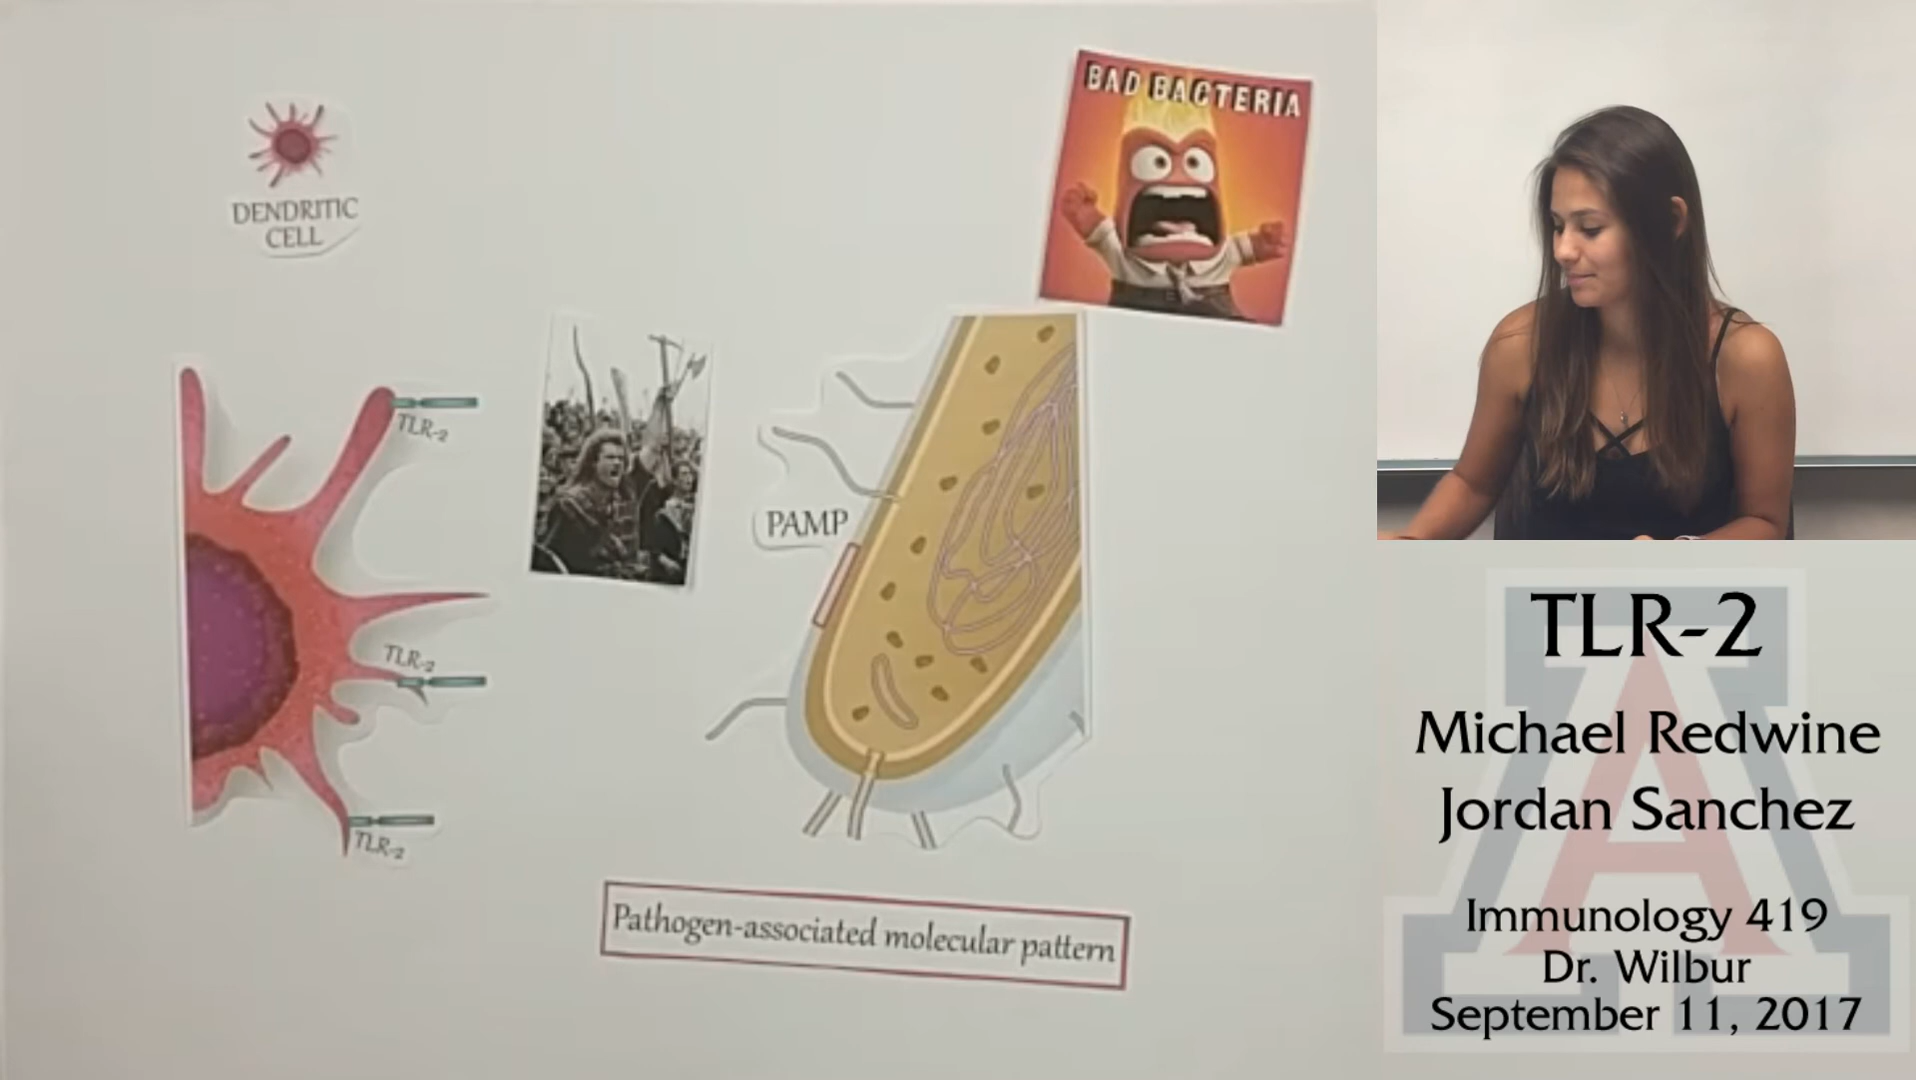 BAD BACTERIA
DENDRITIC
CELL
TLR-2
PAMP
TLR-2
TLR-2
Pathogen-associated molecular pattern
TLR-2
Michael Redwine
Jordan Sanchez
Immunology 419
Dr. Wilbur
September 11, 2017
A